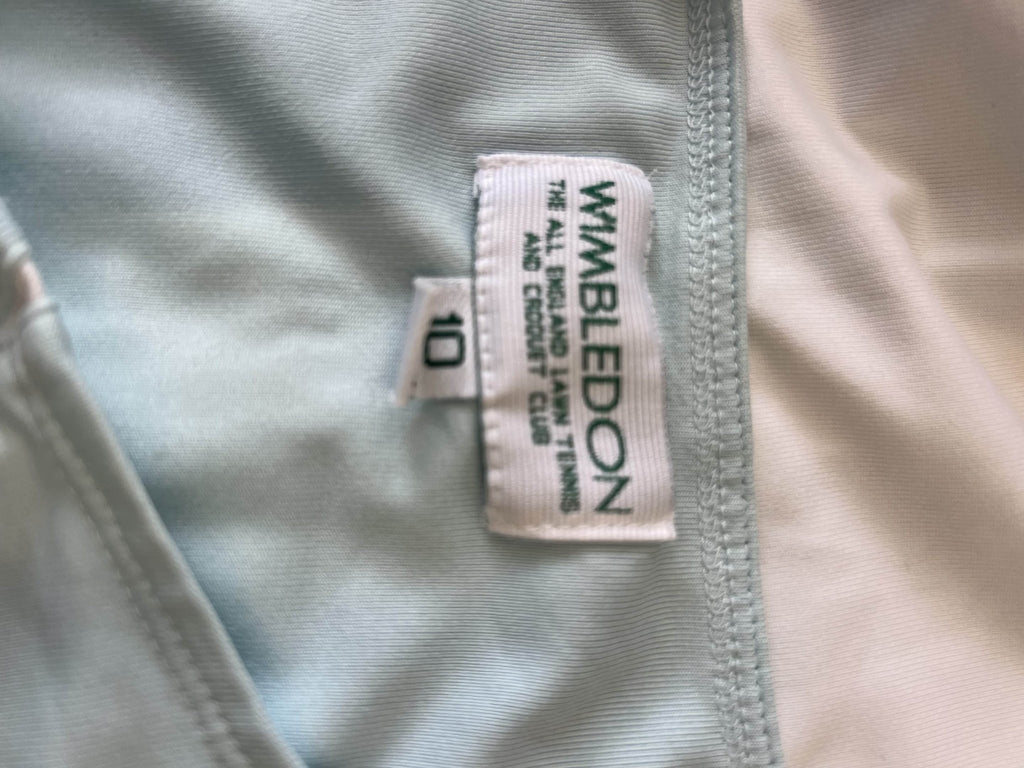 WIMBLEDON
THE ALL ENGLAND LAWN TENNIS
AND CROQUET CLUB
10